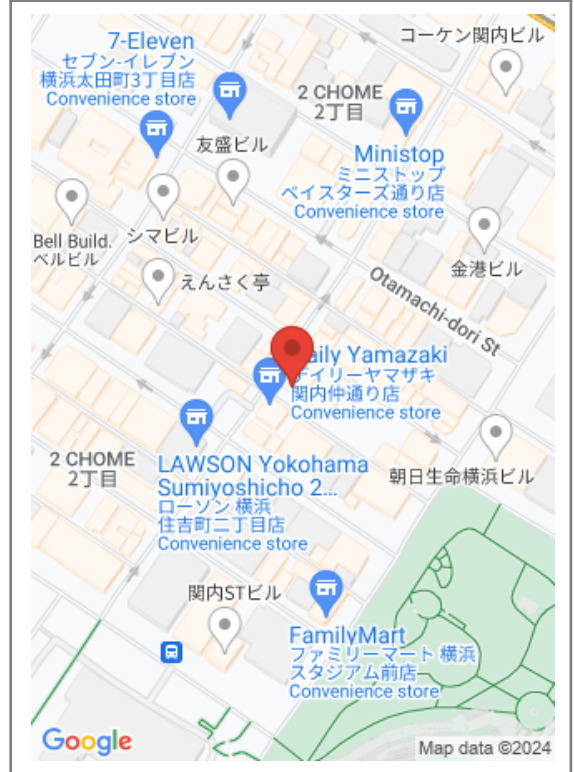 コーケン関内ビル
7-Eleven
セブン-イレブン
横浜太田町3丁目店
Convenience store
2 CHOME
2丁目
友盛ビル
Ministop
ミニストップ
ベイスターズ通り店
Convenience store
Bell Build.
ベルビル
シマビル
金港ビル
えんさく亭
Otamachi-dori St
aily Yamazaki
デイリーヤマザキ
関内仲通り店
Convenience store
2 CHOME
2丁目
LAWSON Yokohama
Sumiyoshicho 2...
ローソン 横浜
住吉町二丁目店
Convenience store
朝日生命横浜ビル
関内STビル
FamilyMart
ファミリーマート 横浜
スタジアム前店
Convenience store
Google
Map data ©2024